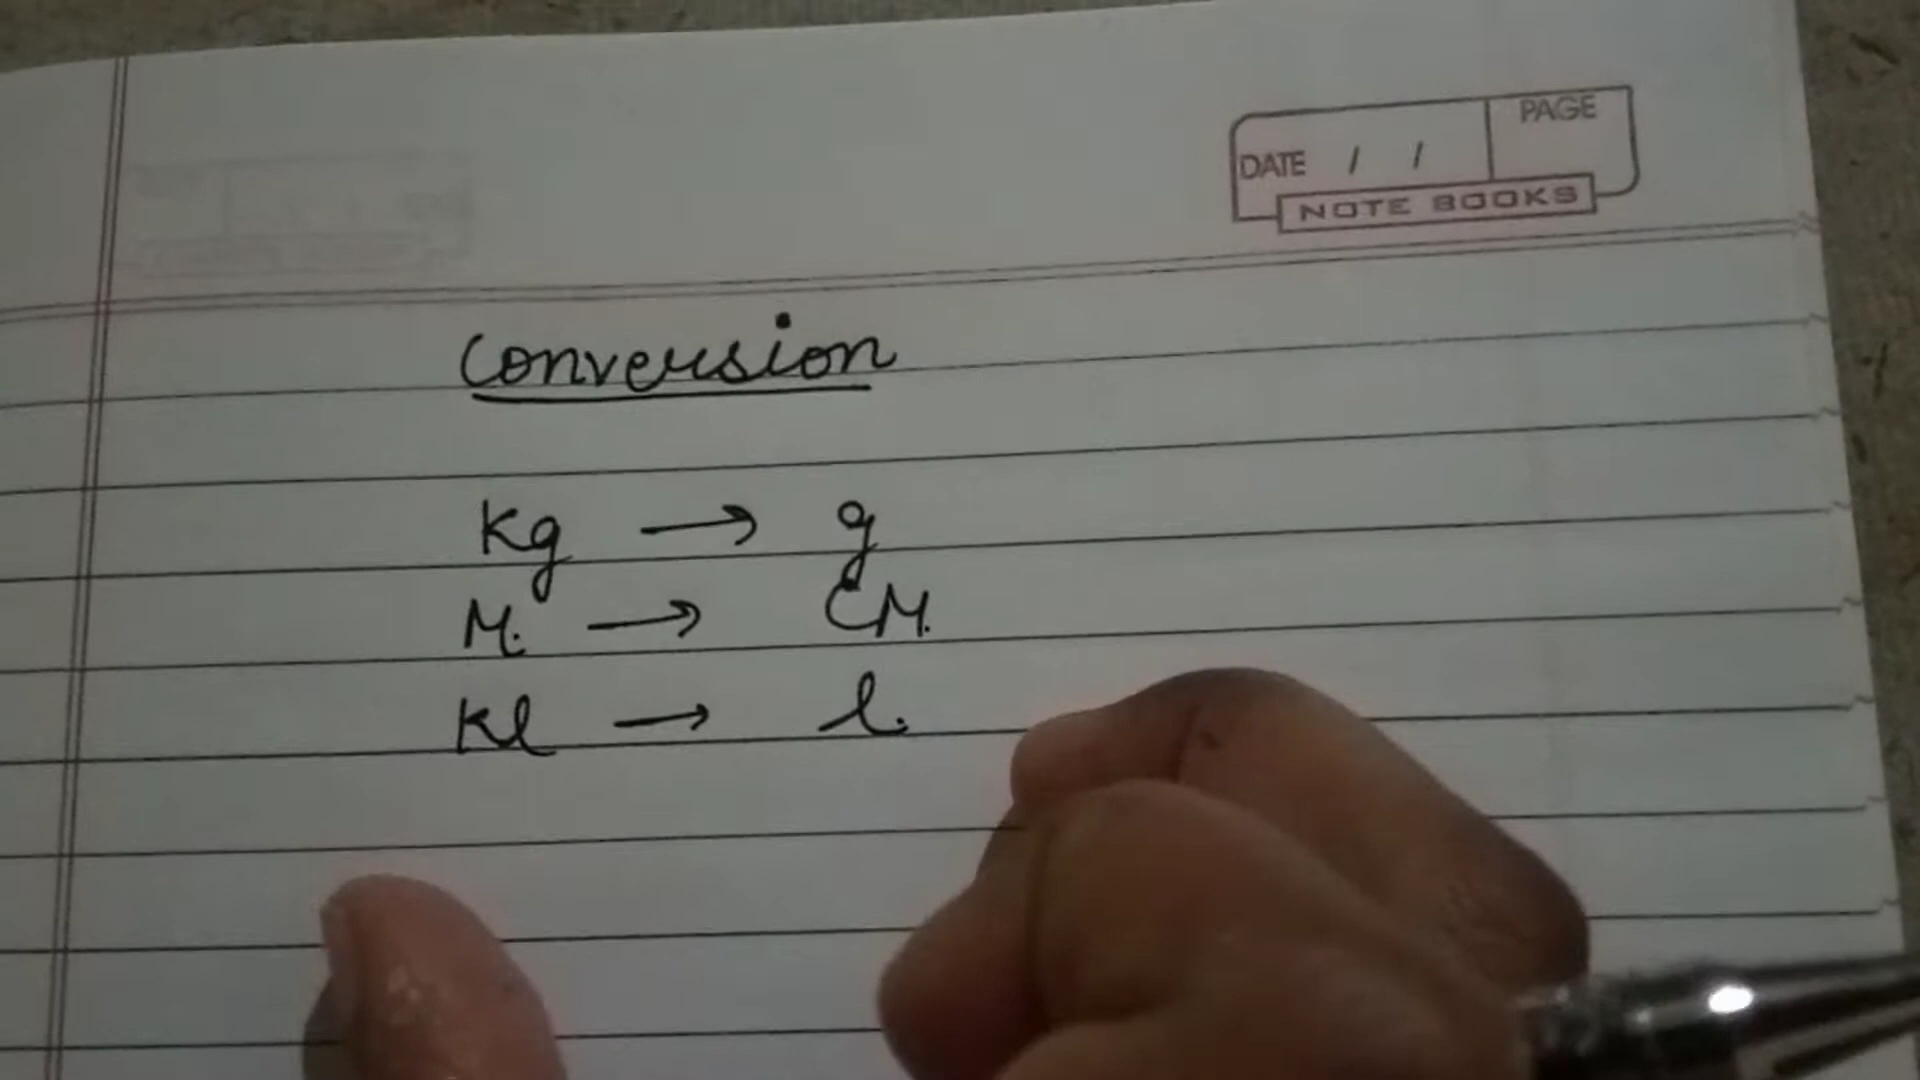 PAGE
DATE / /
NOTE BOOKS
Conversion
Kg → g
M. → CM.
Kl → l.